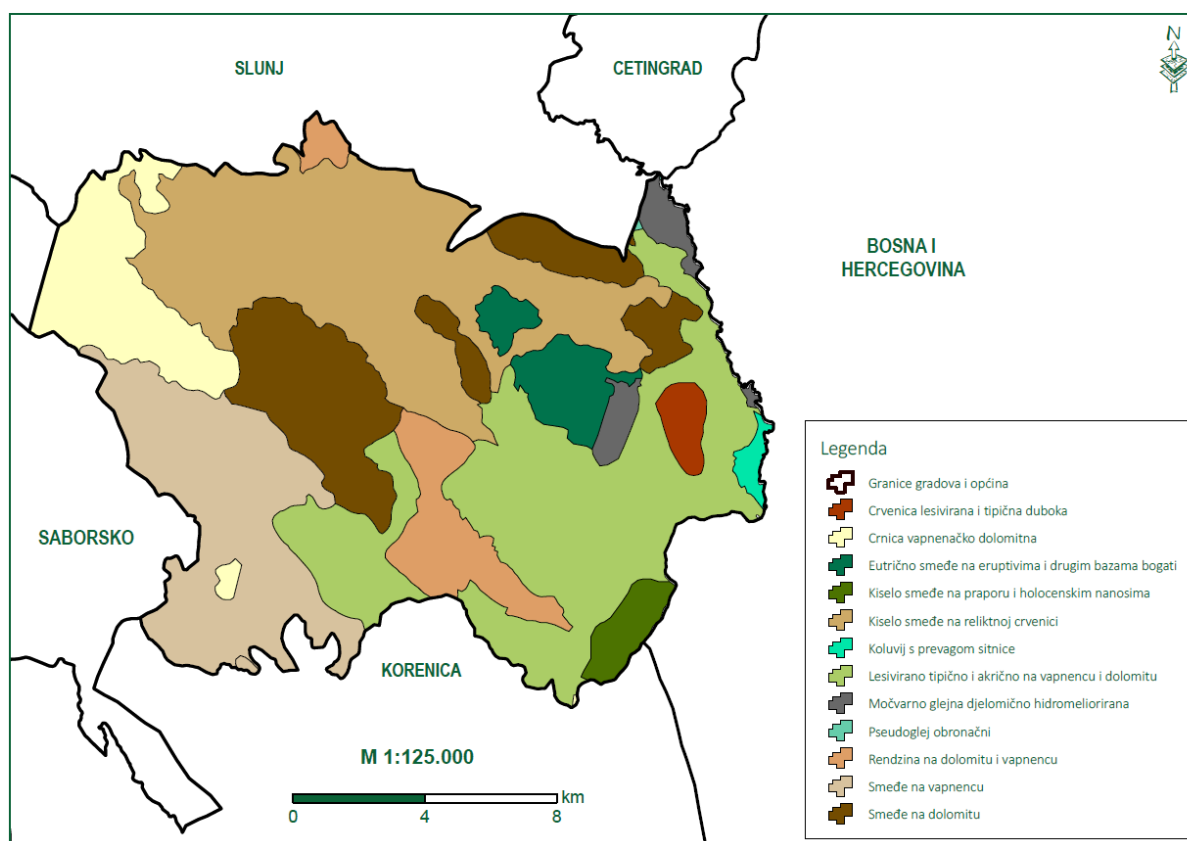 SLUNJ
CETINGRAD
N
BOSNA I
HERCEGOVINA
SABORSKO
KORENICA
M 1:125.000
km
0 4 8
Legenda
Granice gradova i općina
Crvenica lesivirana i tipična duboka
Crnica vapnenačko dolomitna
Eutrično smeđe na eruptivima i drugim bazama bogati
Kiselo smeđe na praporu i holocenskim nanosima
Kiselo smeđe na reliktnoj crvenici
Koluvij s prevagom sitnice
Lesivirano tipično i akrično na vapnencu i dolomitu
Močvarno glejna djelomično hidromeliorirana
Pseudoglej obronačni
Rendzina na dolomitu i vapnencu
Smeđe na vapnencu
Smeđe na dolomitu